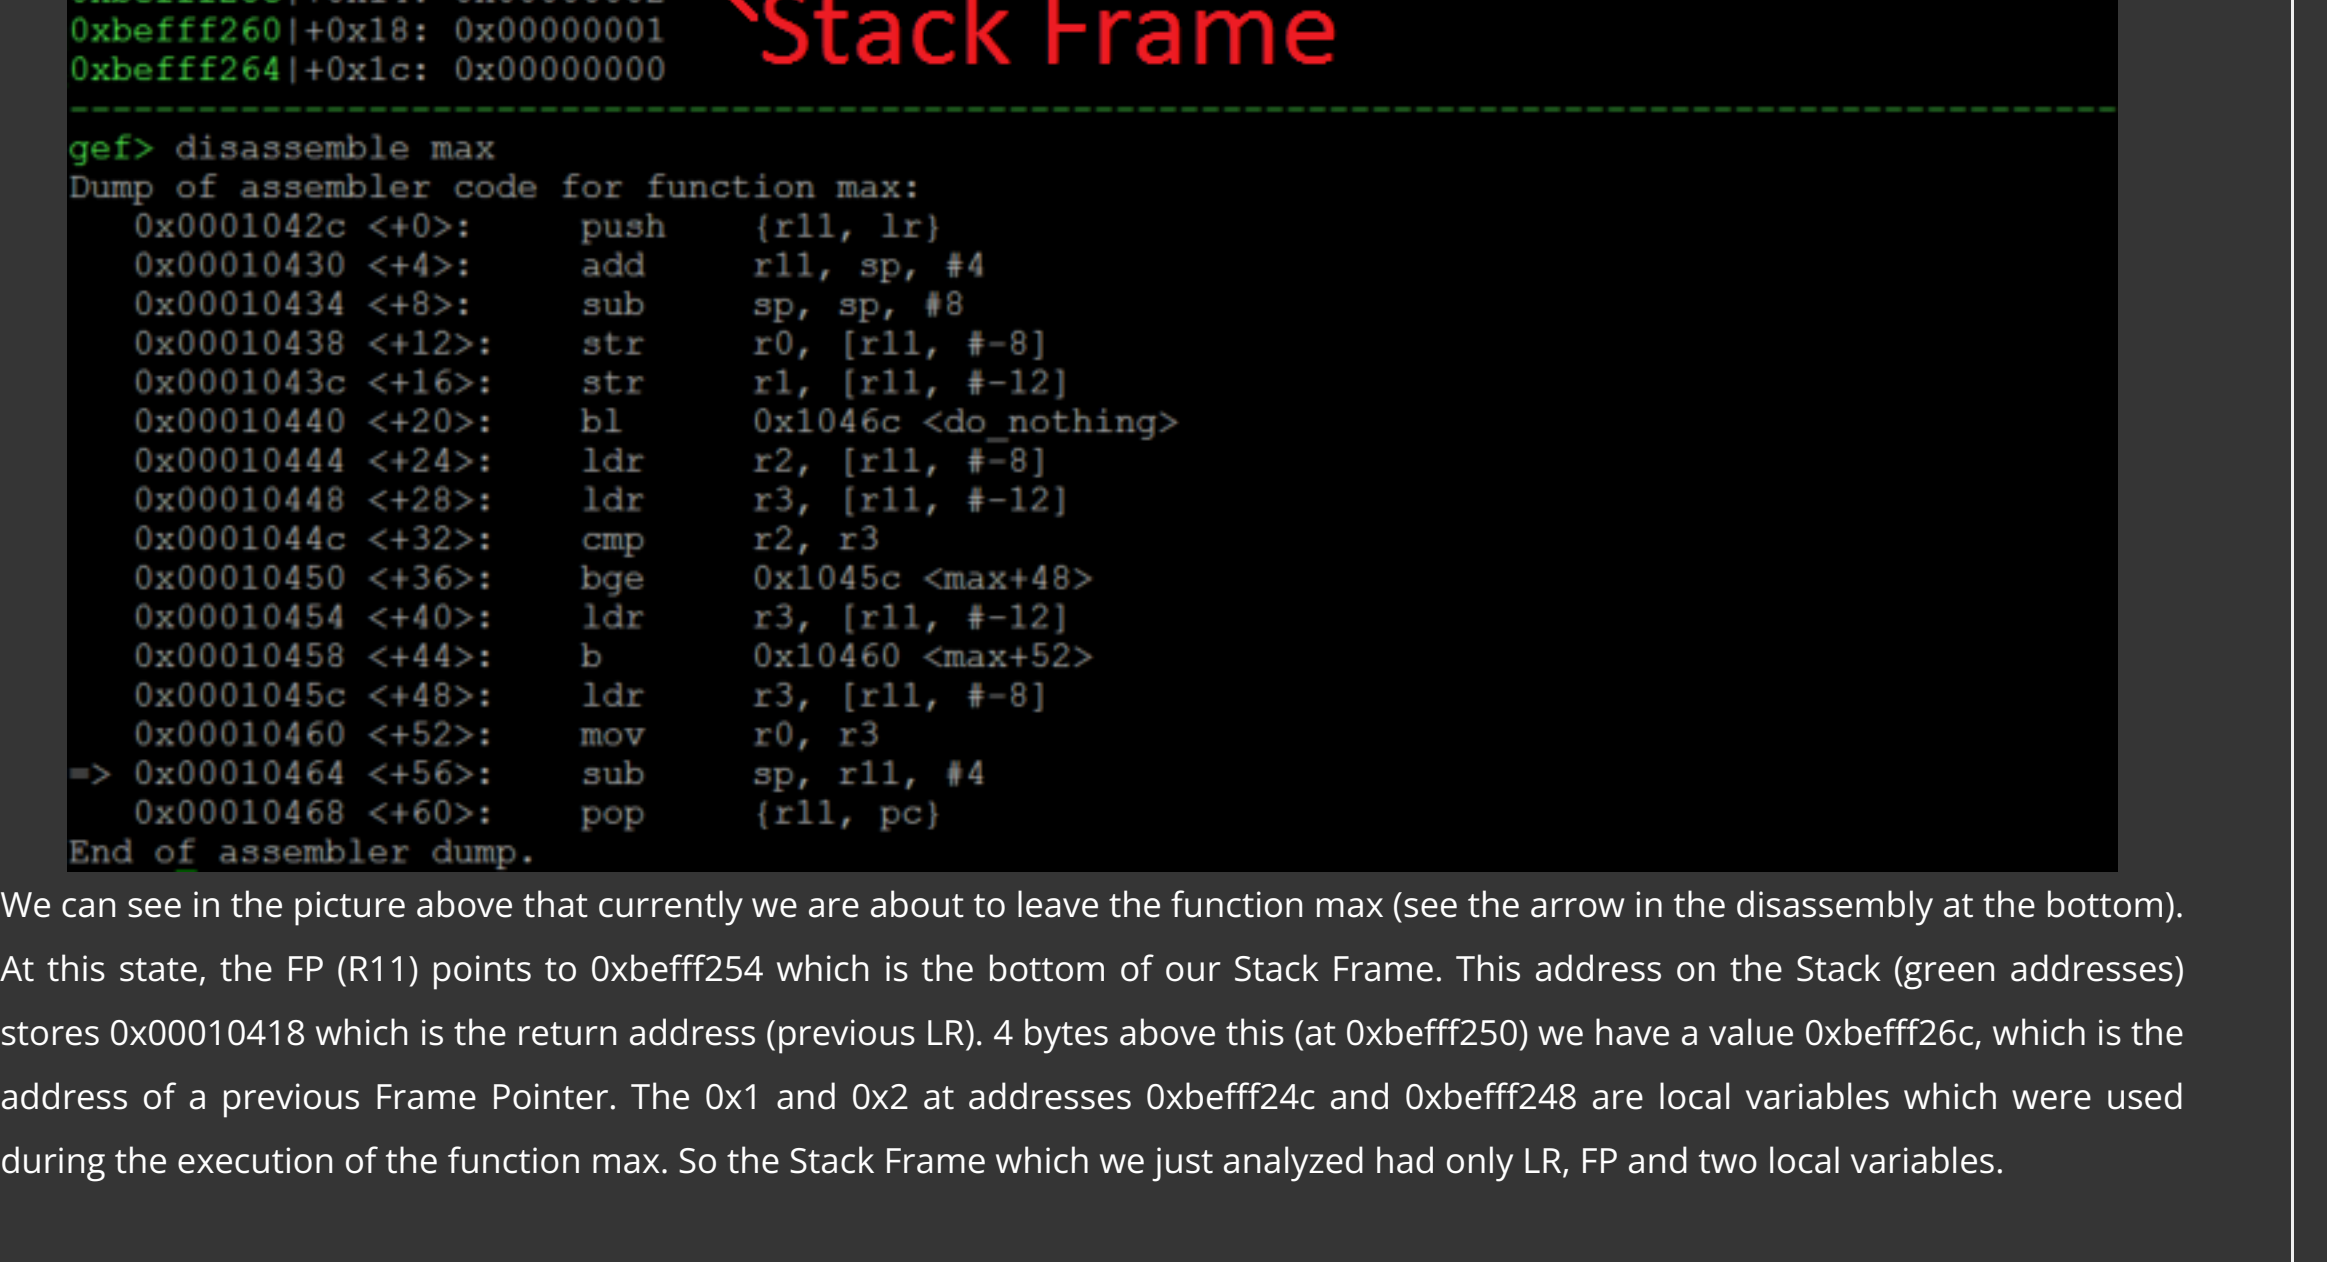 Stack Frame
0xbefff260|+0x18: 0x00000001
0xbefff264|+0x1c: 0x00000000
gef> disassemble max
Dump of assembler code for function max:
0x0001042c <+0>: push {r11, lr}
0x00010430 <+4>: add r11, sp, #4
0x00010434 <+8>: sub sp, sp, #8
0x00010438 <+12>: str r0, [r11, #-8]
0x0001043c <+16>: str r1, [r11, #-12]
0x00010440 <+20>: bl 0x1046c <do_nothing>
0x00010444 <+24>: ldr r2, [r11, #-8]
0x00010448 <+28>: ldr r3, [r11, #-12]
0x0001044c <+32>: cmp r2, r3
0x00010450 <+36>: bge 0x1045c <max+48>
0x00010454 <+40>: ldr r3, [r11, #-12]
0x00010458 <+44>: b 0x10460 <max+52>
0x0001045c <+48>: ldr r3, [r11, #-8]
0x00010460 <+52>: mov r0, r3
=> 0x00010464 <+56>: sub sp, r11, #4
0x00010468 <+60>: pop {r11, pc}
End of assembler dump.
We can see in the picture above that currently we are about to leave the function max (see the arrow in the disassembly at the bottom).
At this state, the FP (R11) points to 0xbefff254 which is the bottom of our Stack Frame. This address on the Stack (green addresses)
stores 0x00010418 which is the return address (previous LR). 4 bytes above this (at 0xbefff250) we have a value 0xbefff26c, which is the
address of a previous Frame Pointer. The 0x1 and 0x2 at addresses 0xbefff24c and 0xbefff248 are local variables which were used
during the execution of the function max. So the Stack Frame which we just analyzed had only LR, FP and two local variables.